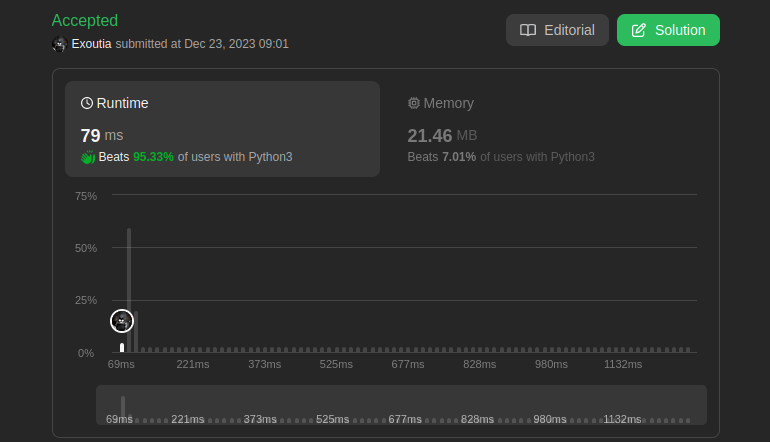 Accepted
Exoutia submitted at Dec 23, 2023 09:01
Editorial
Solution
Runtime
79 ms
Beats 95.33% of users with Python3
Memory
21.46 MB
Beats 7.01% of users with Python3
75%
50%
25%
0%
69ms 221ms 373ms 525ms 677ms 828ms 980ms 1132ms
69ms 221ms 373ms 525ms 677ms 828ms 980ms 1132ms